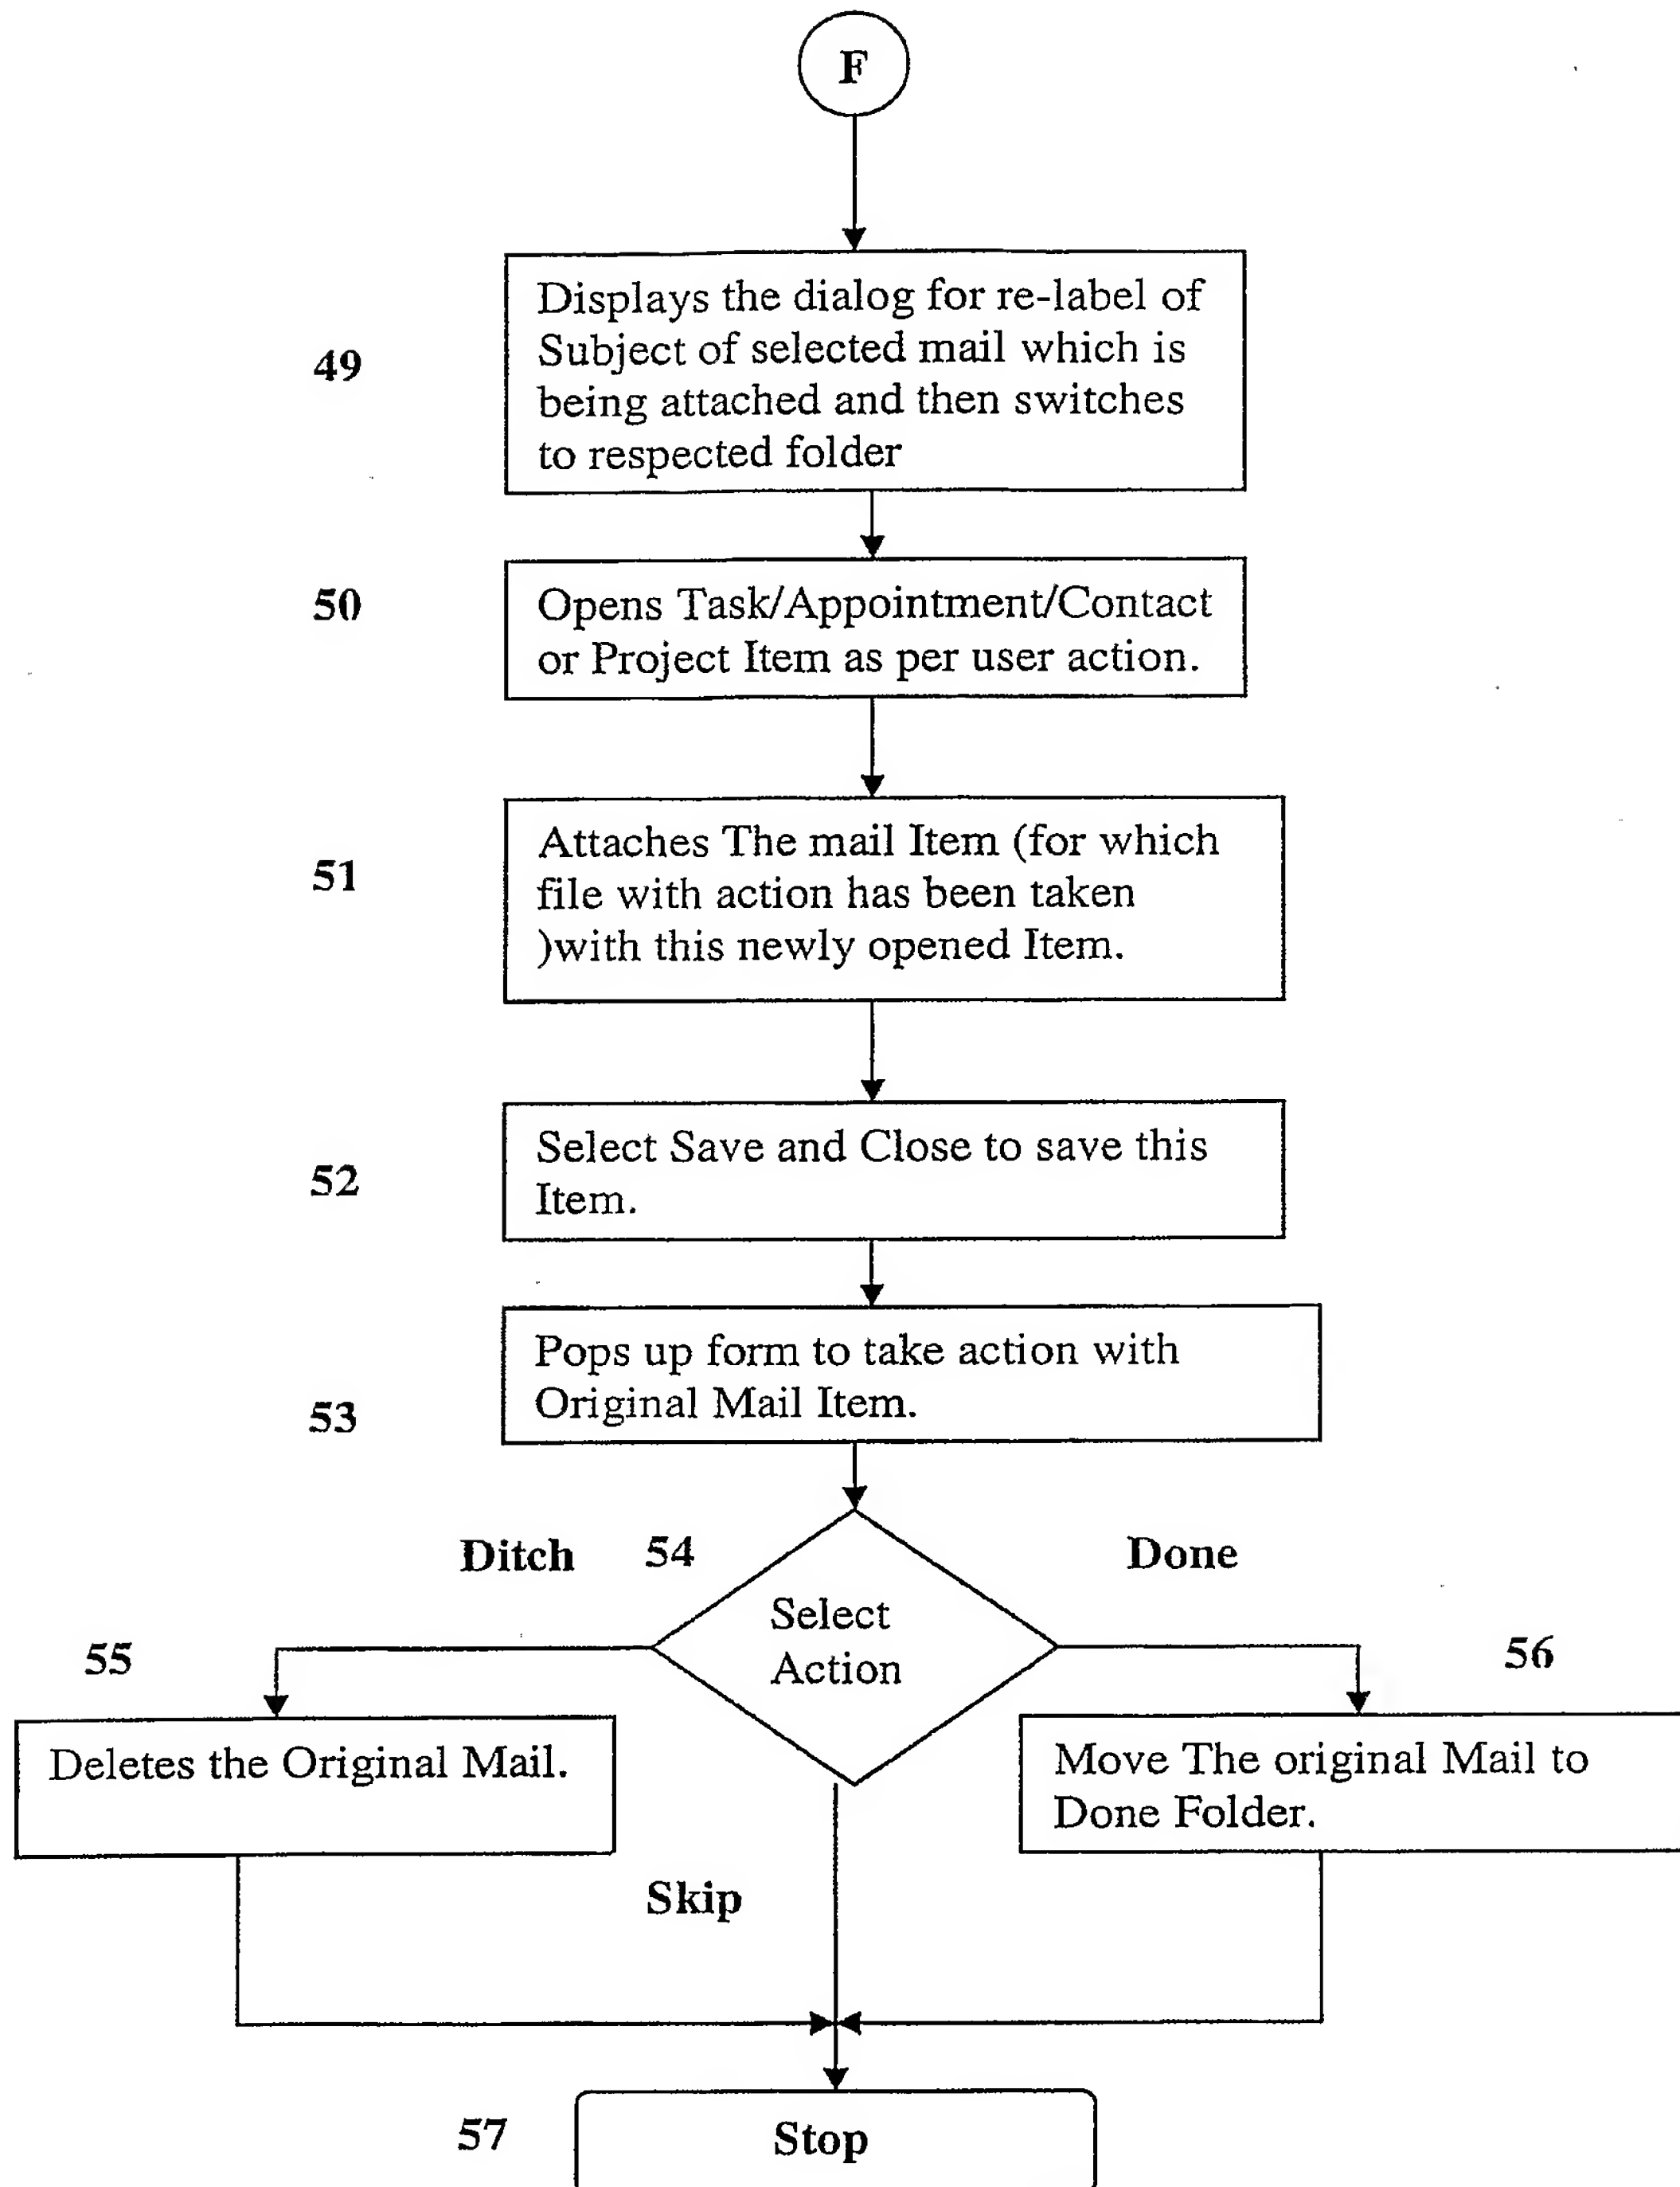 F
49
Displays the dialog for re-label of
Subject of selected mail which is
being attached and then switches
to respected folder
50
Opens Task/Appointment/Contact
or Project Item as per user action.
51
Attaches The mail Item (for which
file with action has been taken
)with this newly opened Item.
52
Select Save and Close to save this
Item.
53
Pops up form to take action with
Original Mail Item.
Ditch
54
Done
Select
Action
55
56
Deletes the Original Mail.
Move The original Mail to
Done Folder.
Skip
57
Stop